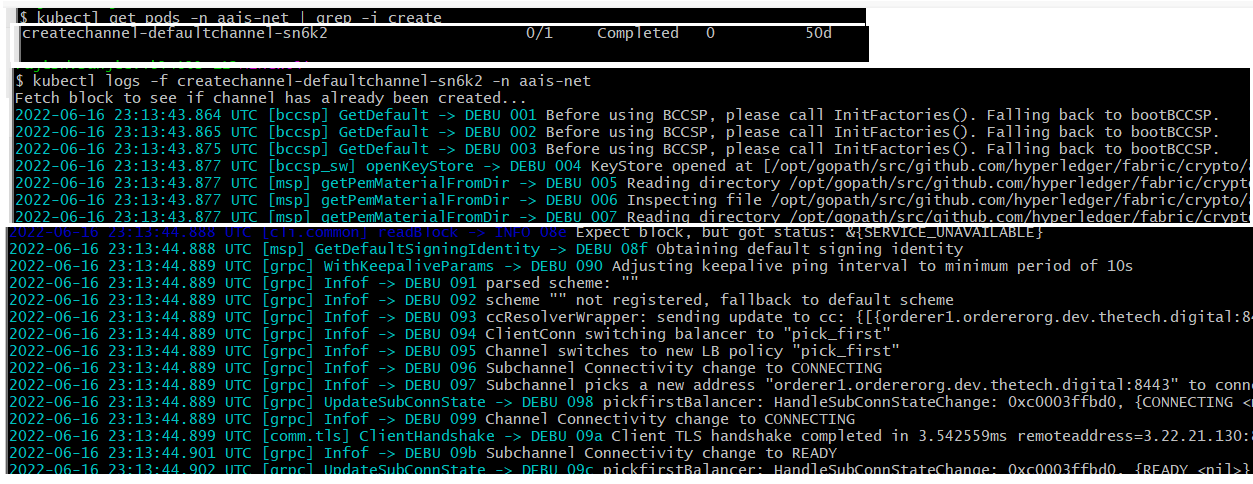 $ kubectl get pods -n aais-net | grep -i create
createchannel-defaultchannel-sn6k2 0/1 Completed 0 50d
$ kubectl logs -f createchannel-defaultchannel-sn6k2 -n aais-net
Fetch block to see if channel has already been created...
2022-06-16 23:13:43.864 UTC [bccsp] GetDefault -> DEBU 001 Before using BCCSP, please call InitFactories(). Falling back to bootBCCSP.
2022-06-16 23:13:43.865 UTC [bccsp] GetDefault -> DEBU 002 Before using BCCSP, please call InitFactories(). Falling back to bootBCCSP.
2022-06-16 23:13:43.875 UTC [bccsp] GetDefault -> DEBU 003 Before using BCCSP, please call InitFactories(). Falling back to bootBCCSP.
2022-06-16 23:13:43.877 UTC [bccsp_sw] openKeyStore -> DEBU 004 KeyStore opened at [/opt/gopath/src/github.com/hyperledger/fabric/crypto/
2022-06-16 23:13:43.877 UTC [msp] getPemMaterialFromDir -> DEBU 005 Reading directory /opt/gopath/src/github.com/hyperledger/fabric/crypt
2022-06-16 23:13:43.877 UTC [msp] getPemMaterialFromDir -> DEBU 006 Inspecting file /opt/gopath/src/github.com/hyperledger/fabric/crypto
2022-06-16 23:13:43.877 UTC [msp] getPemMaterialFromDir -> DEBU 007 Reading directory /opt/gopath/src/github.com/hyperledger/fabric/crypt
2022-06-16 23:13:44.888 UTC [cli.common] readBlock -> INFO 08e Expect block, but got status: &{SERVICE_UNAVAILABLE}
2022-06-16 23:13:44.888 UTC [msp] GetDefaultSigningIdentity -> DEBU 08f Obtaining default signing identity
2022-06-16 23:13:44.889 UTC [grpc] WithKeepaliveParams -> DEBU 090 Adjusting keepalive ping interval to minimum period of 10s
2022-06-16 23:13:44.889 UTC [grpc] Infof -> DEBU 091 parsed scheme: ""
2022-06-16 23:13:44.889 UTC [grpc] Infof -> DEBU 092 scheme "" not registered, fallback to default scheme
2022-06-16 23:13:44.889 UTC [grpc] Infof -> DEBU 093 ccResolverWrapper: sending update to cc: {[{orderer1.ordererorg.dev.thetech.digital:84
2022-06-16 23:13:44.889 UTC [grpc] Infof -> DEBU 094 ClientConn switching balancer to "pick_first"
2022-06-16 23:13:44.889 UTC [grpc] Infof -> DEBU 095 Channel switches to new LB policy "pick_first"
2022-06-16 23:13:44.889 UTC [grpc] Infof -> DEBU 096 Subchannel Connectivity change to CONNECTING
2022-06-16 23:13:44.889 UTC [grpc] Infof -> DEBU 097 Subchannel picks a new address "orderer1.ordererorg.dev.thetech.digital:8443" to conne
2022-06-16 23:13:44.889 UTC [grpc] UpdateSubConnState -> DEBU 098 pickfirstBalancer: HandleSubConnStateChange: 0xc0003ffbd0, {CONNECTING <n
2022-06-16 23:13:44.889 UTC [grpc] Infof -> DEBU 099 Channel Connectivity change to CONNECTING
2022-06-16 23:13:44.899 UTC [comm.tls] ClientHandshake -> DEBU 09a Client TLS handshake completed in 3.542559ms remoteaddress=3.22.21.130:8
2022-06-16 23:13:44.901 UTC [grpc] Infof -> DEBU 09b Subchannel Connectivity change to READY
2022-06-16 23:13:44.902 UTC [grpc] UpdateSubConnState -> DEBU 09c pickfirstBalancer: HandleSubConnStateChange: 0xc0003ffbd0, {READY <nil>}